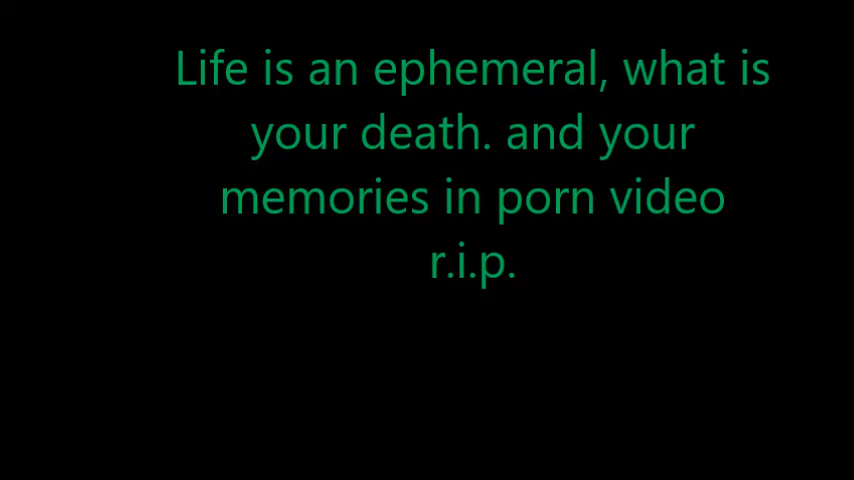 Life is an ephemeral, what is
your death. and your
memories in porn video
r.i.p.